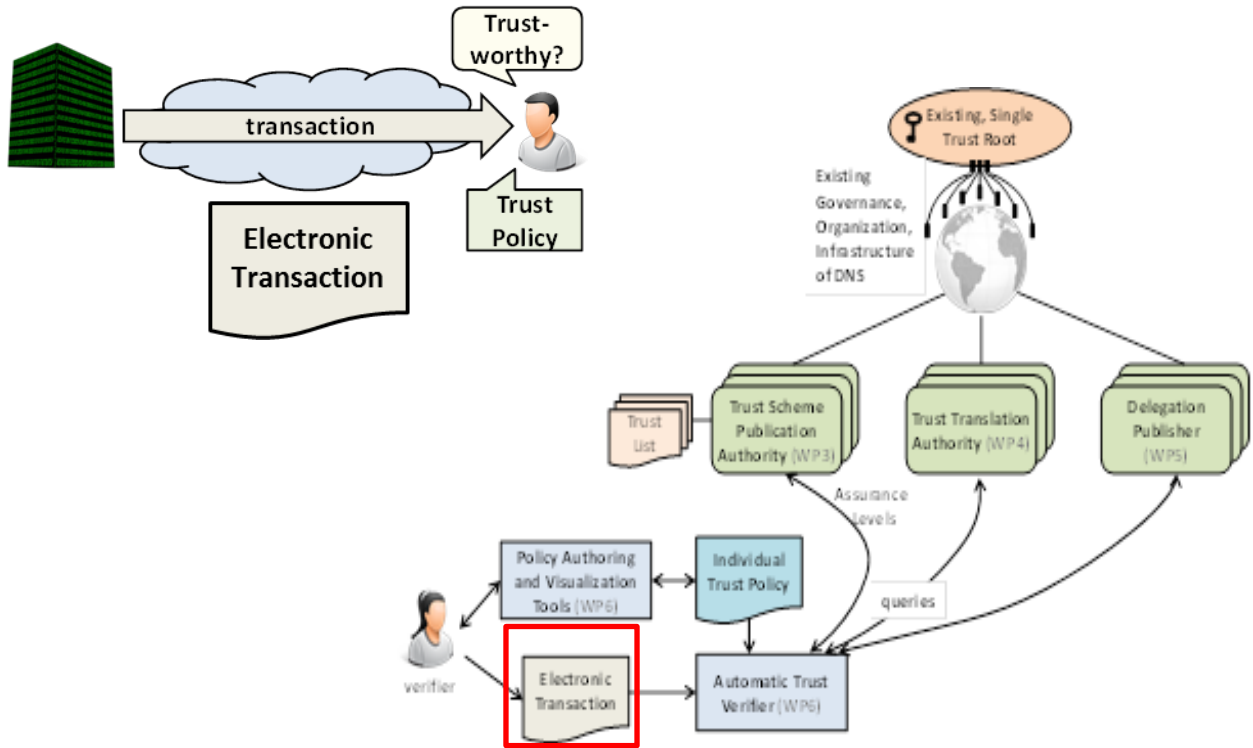 Trust-
worthy?
transaction
Trust
Policy
Electronic
Transaction
Existing, Single
Trust Root
Existing
Governance,
Organization,
Infrastructure
of DNS
Trust
List
Trust Scheme
Publication
Authority (WP3)
Trust Translation
Authority (WP4)
Delegation
Publisher
(WP5)
Assurance
Levels
Policy Authoring
and Visualization
Tools (WP6)
Individual
Trust Policy
queries
verifier
Electronic
Transaction
Automatic Trust
Verifier (WP6)